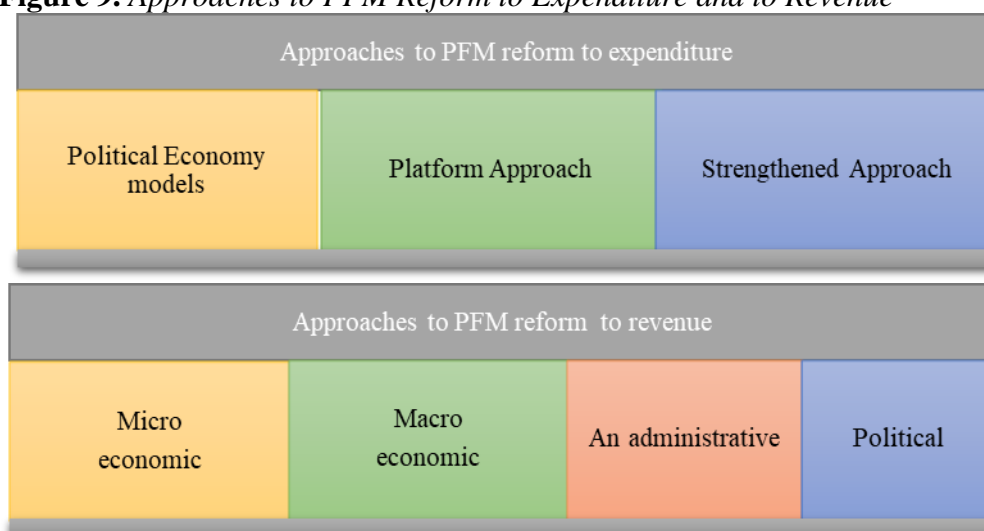 Figure 9. Approaches to PFM Reform to Expenditure and to Revenue
Approaches to PFM reform to expenditure
Political Economy
models
Platform Approach
Strengthened Approach
Approaches to PFM reform to revenue
Micro
economic
Macro
economic
An administrative
Political